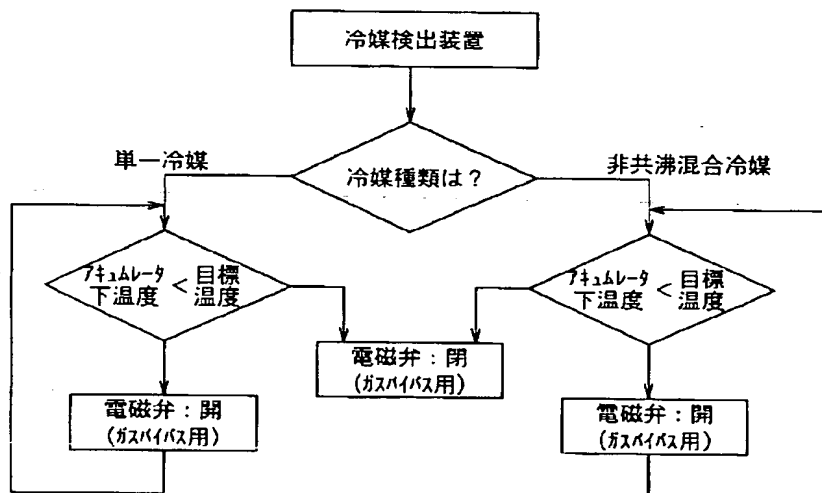 冷媒検出装置
単一冷媒
冷媒種類は？
非共沸混合冷媒
アキュムレータ
下温度 < 目標
温度
アキュムレータ
下温度 < 目標
温度
電磁弁：閉
(ガスバイパス用)
電磁弁：開
(ガスバイパス用)
電磁弁：開
(ガスバイパス用)